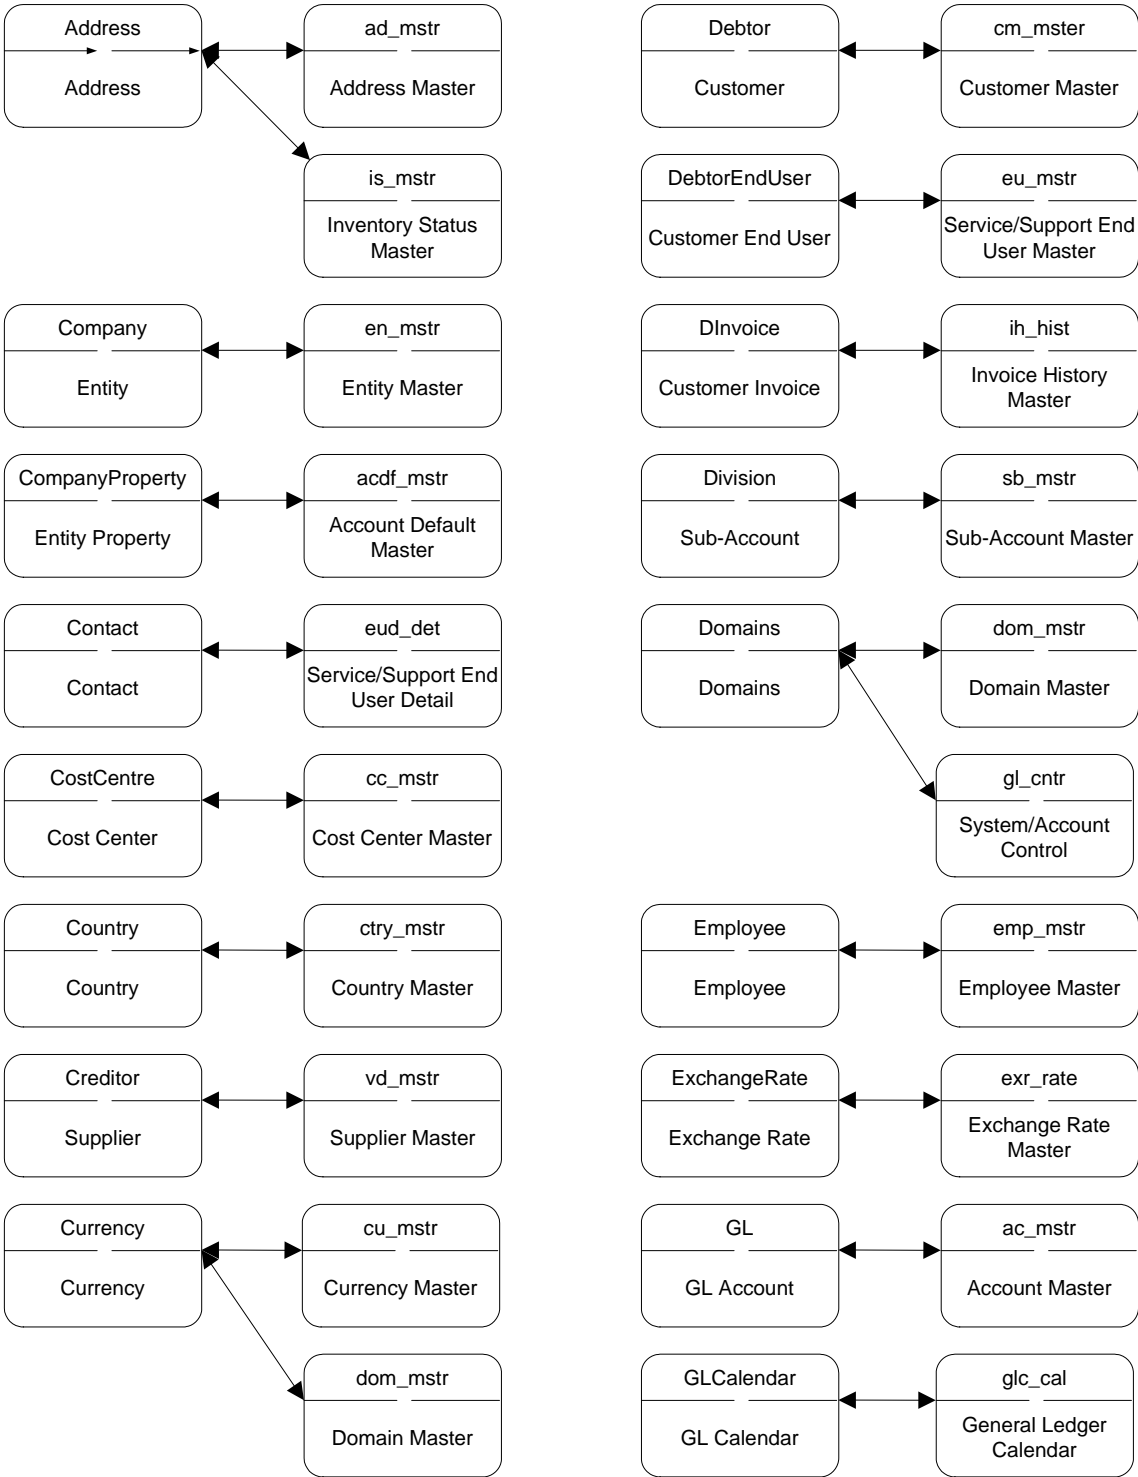 Address
Address
ad_mstr
Address Master
is_mstr
Inventory Status
Master
Company
Entity
en_mstr
Entity Master
CompanyProperty
Entity Property
acdf_mstr
Account Default
Master
Contact
Contact
eud_det
Service/Support End
User Detail
CostCentre
Cost Center
cc_mstr
Cost Center Master
Country
Country
ctry_mstr
Country Master
Creditor
Supplier
vd_mstr
Supplier Master
Currency
Currency
cu_mstr
Currency Master
dom_mstr
Domain Master
Debtor
Customer
cm_mster
Customer Master
DebtorEndUser
Customer End User
eu_mstr
Service/Support End
User Master
DInvoice
Customer Invoice
ih_hist
Invoice History
Master
Division
Sub-Account
sb_mstr
Sub-Account Master
Domains
Domains
dom_mstr
Domain Master
gl_cntr
System/Account
Control
Employee
Employee
emp_mstr
Employee Master
ExchangeRate
Exchange Rate
exr_rate
Exchange Rate
Master
GL
GL Account
ac_mstr
Account Master
GLCalendar
GL Calendar
glc_cal
General Ledger
Calendar